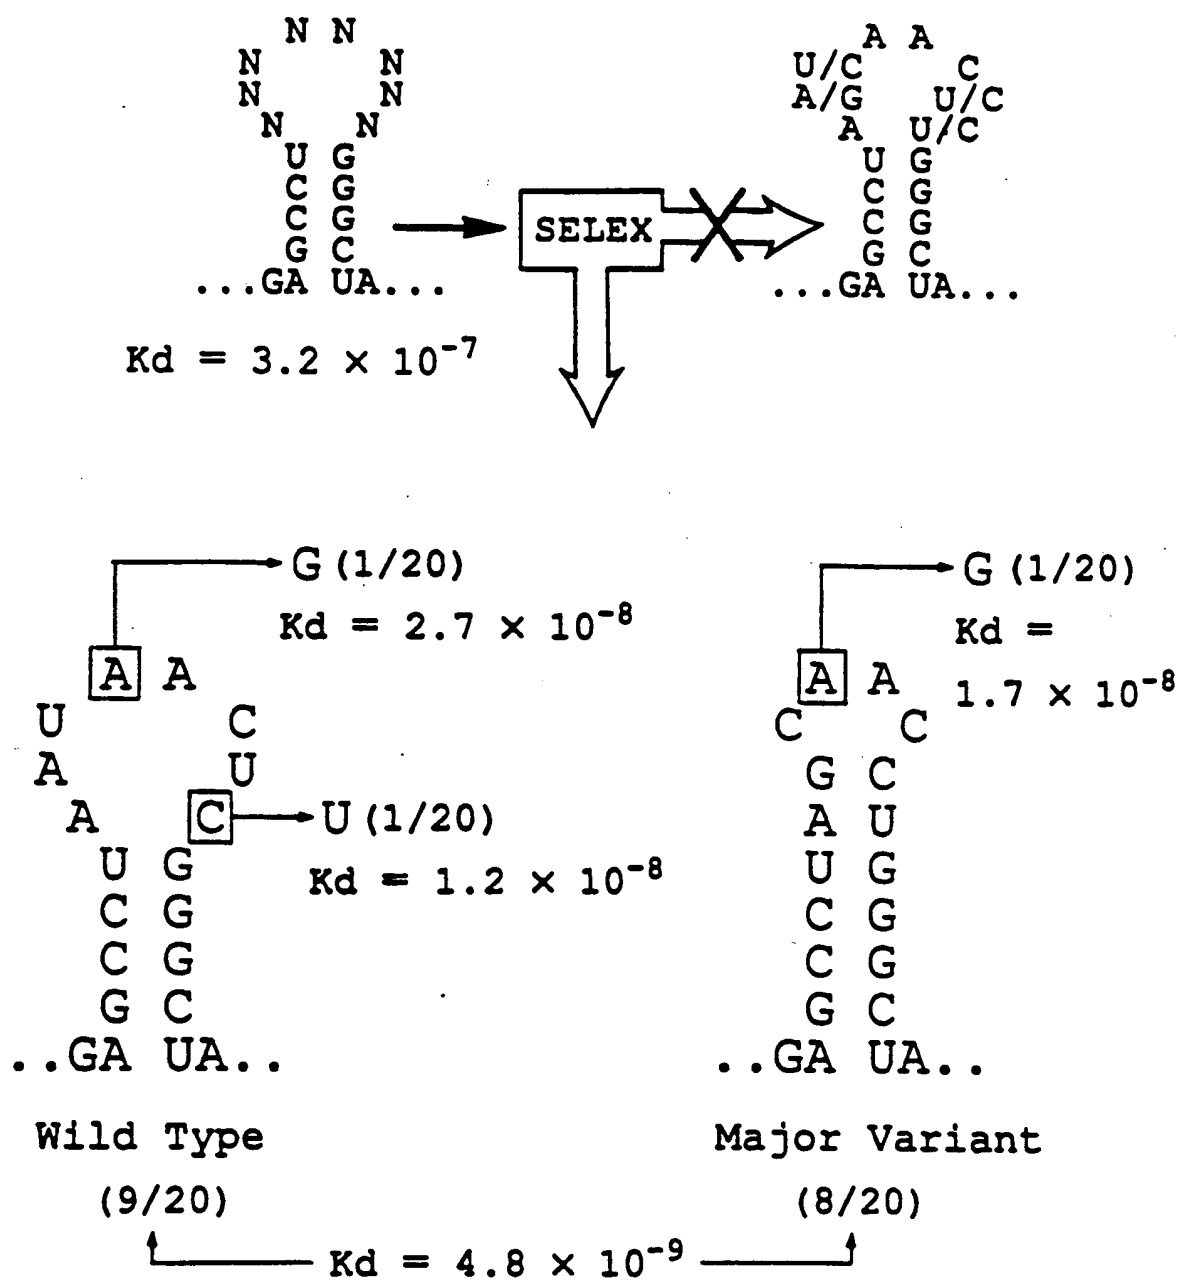 N N
N N
N N
N N
U G
C G
C G
G C
...GA UA...
Kd = 3.2 × 10⁻⁷
SELEX
A A
U/C C
A/G U/C
A U/C
U G
C G
C G
G C
...GA UA...
G (1/20)
Kd = 2.7 × 10⁻⁸
A A
U C
A U
A C
U (1/20)
Kd = 1.2 × 10⁻⁸
U G
C G
C G
G C
..GA UA..
Wild Type
(9/20)
G (1/20)
Kd =
1.7 × 10⁻⁸
A A
C C
G C
A U
U G
C G
C G
G C
..GA UA..
Major Variant
(8/20)
Kd = 4.8 × 10⁻⁹